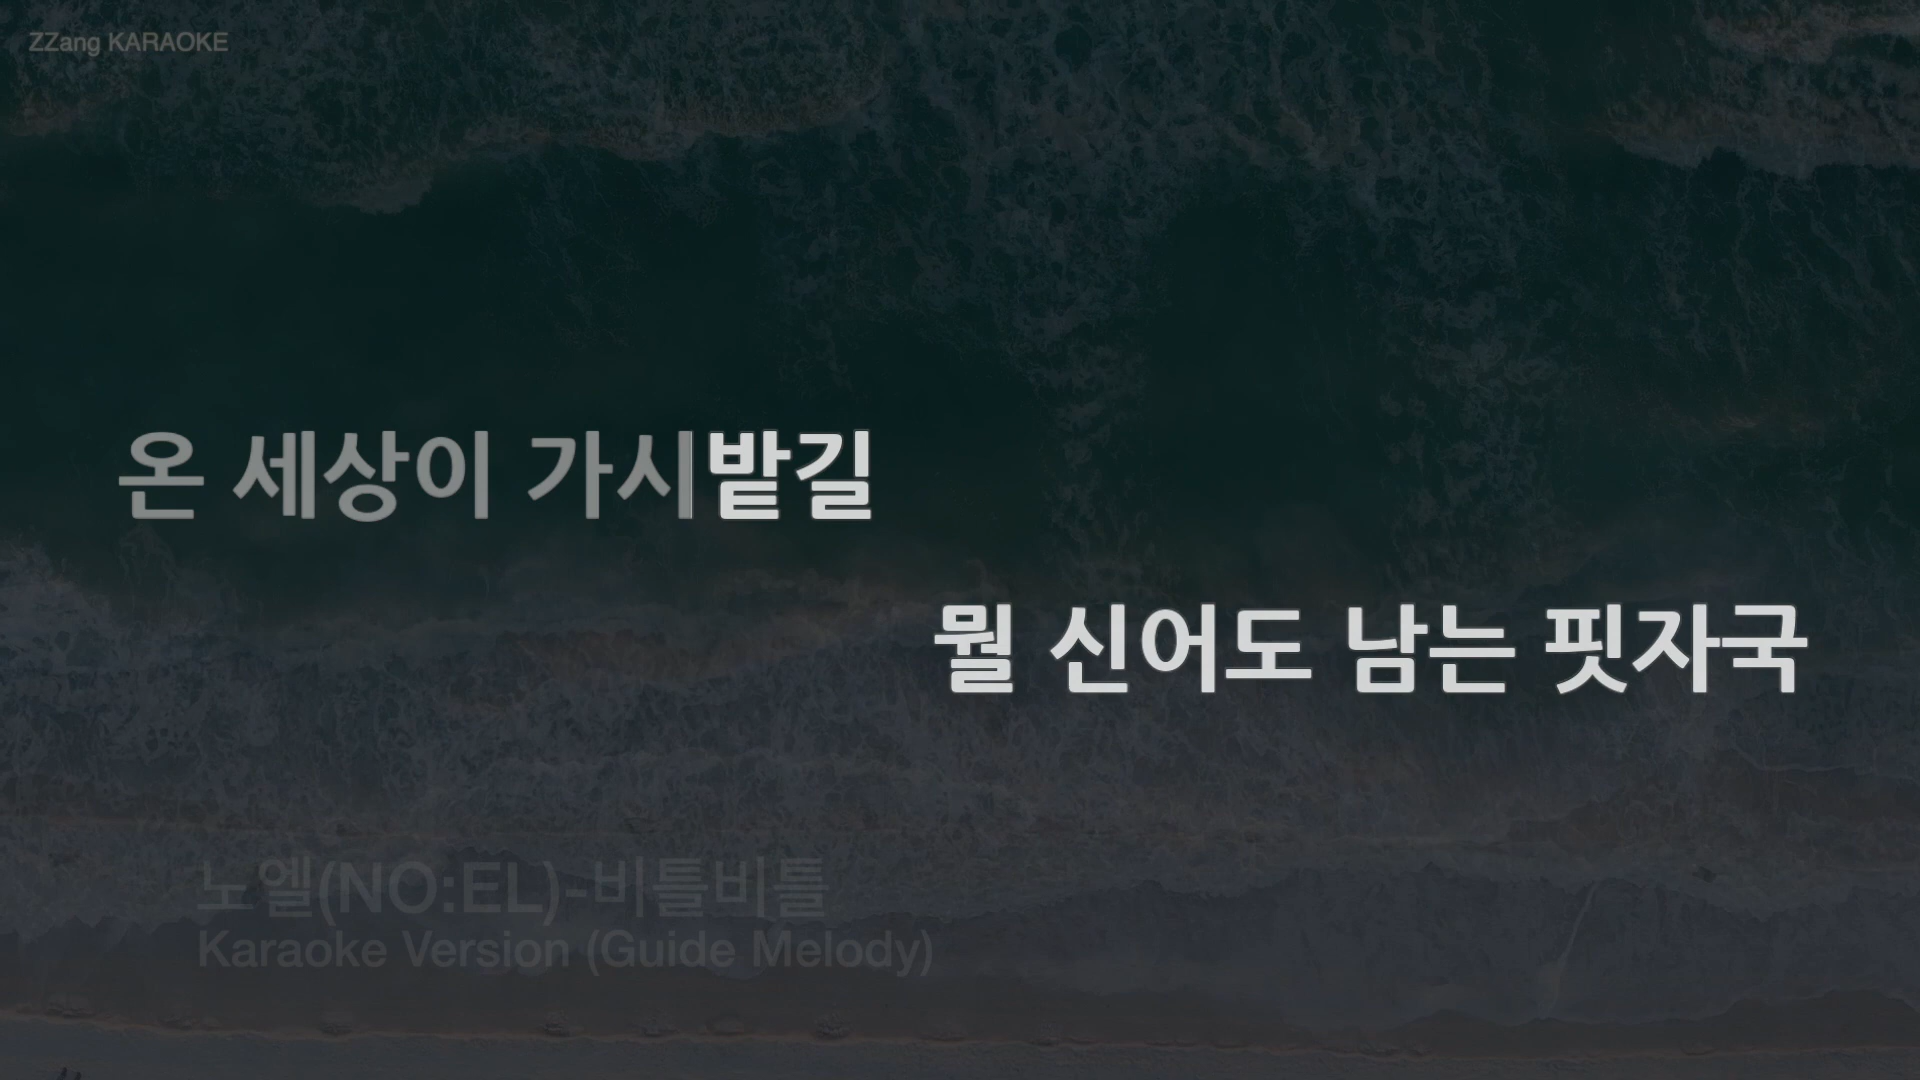 ZZang KARAOKE
온 세상이 가시밭길
뭘 신어도 남는 핏자국
노엘(NO:EL)-비틀비틀
Karaoke Version (Guide Melody)